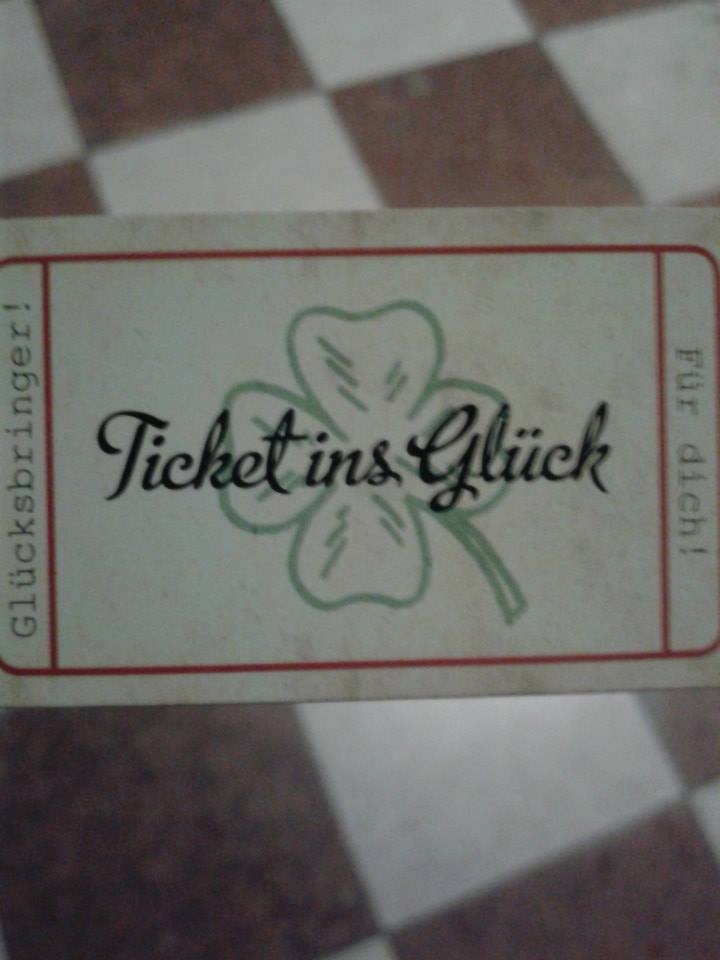 Glücksbringer!
Ticket ins Glück
Für dich!